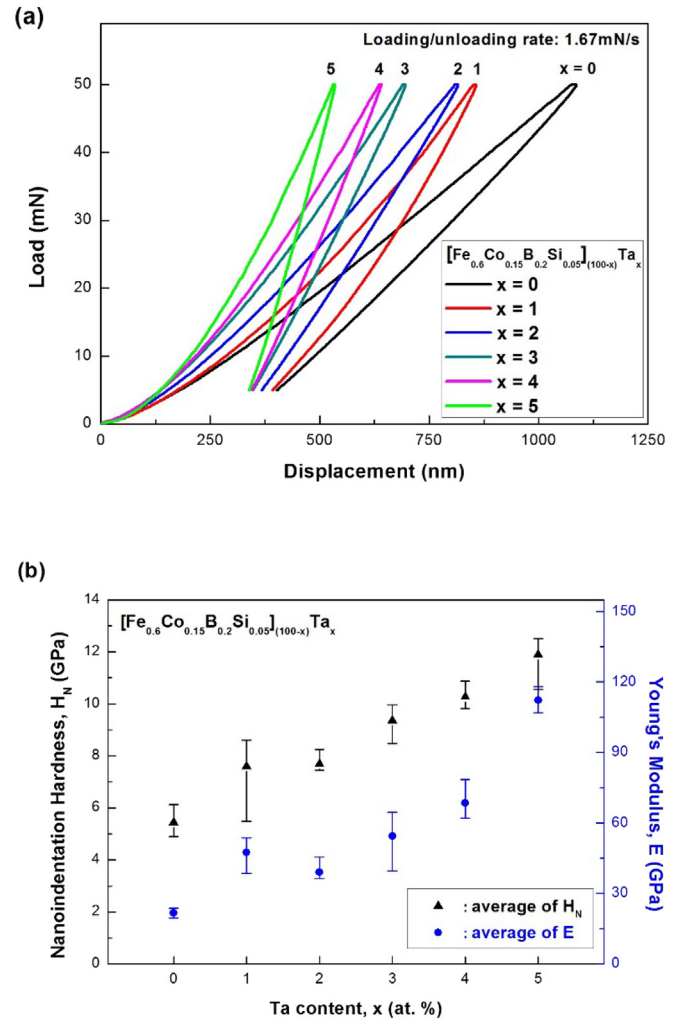 (a)
Loading/unloading rate: 1.67mN/s
5 4 3 2 1 x = 0
50
40
30
20
10
0
Load (mN)
[Fe0.6Co0.15B0.2Si0.05](100-x)Tax
x = 0
x = 1
x = 2
x = 3
x = 4
x = 5
0 250 500 750 1000 1250
Displacement (nm)
(b)
[Fe0.6Co0.15B0.2Si0.05](100-x)Tax
14
12
10
8
6
4
2
0
Nanoindentation Hardness, HN (GPa)
150
120
90
60
30
0
Young's Modulus, E (GPa)
: average of HN
: average of E
0 1 2 3 4 5
Ta content, x (at. %)